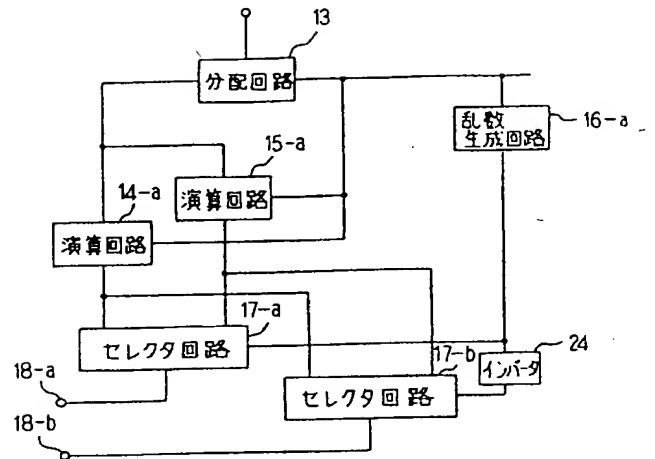 13
分配回路
乱数
生成回路
16-a
15-a
演算回路
14-a
演算回路
17-a
セレクタ回路
17-b
24
インバータ
18-a
セレクタ回路
18-b